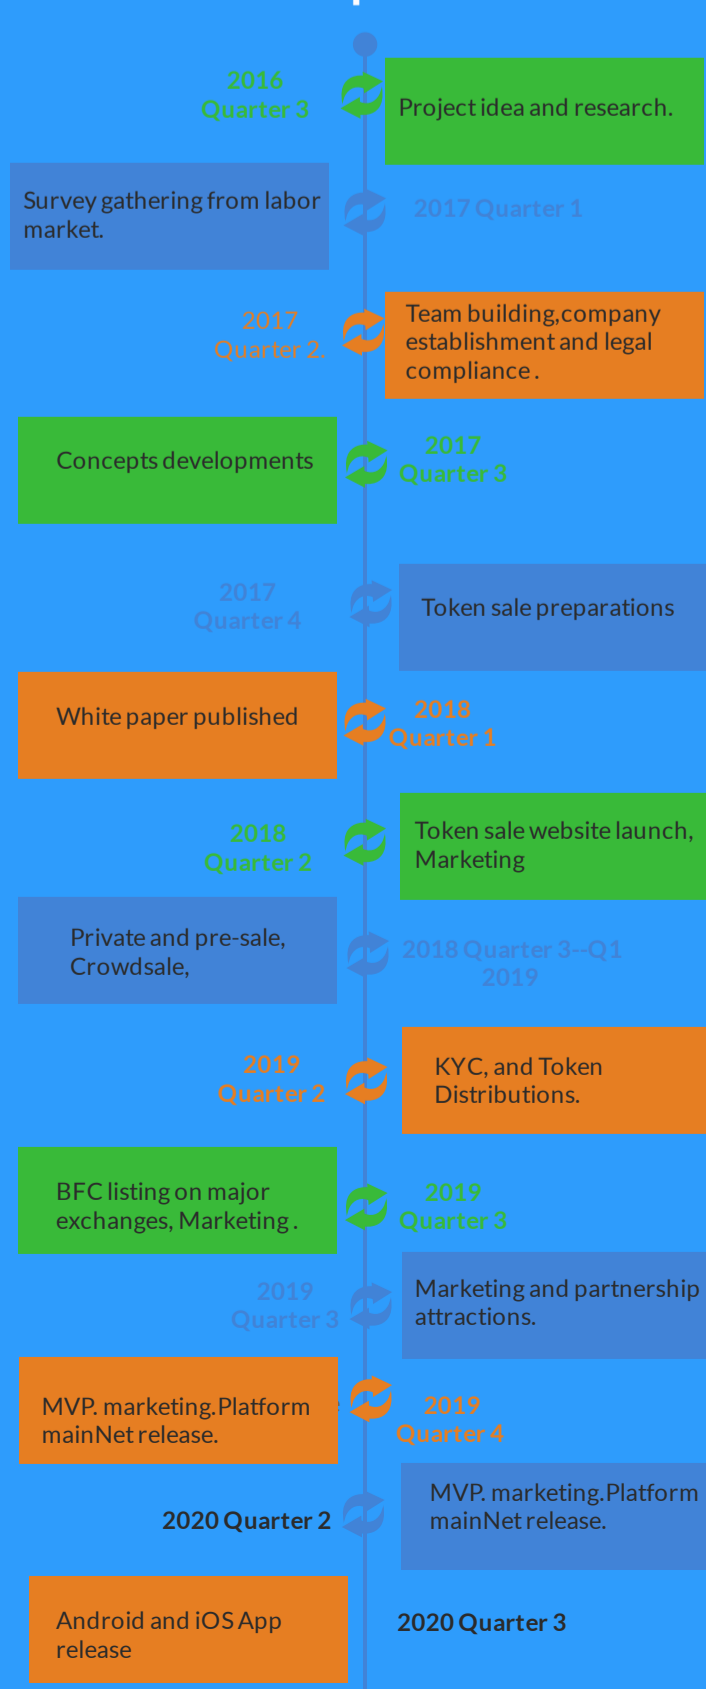 2016
Quarter 3
Project idea and research.
Survey gathering from labor
market.
2017 Quarter 1
2017
Quarter 2.
Team building,company
establishment and legal
compliance .
Concepts developments
2017
Quarter 3
2017
Quarter 4
Token sale preparations
White paper published
2018
Quarter 1
2018
Quarter 2
Token sale website launch,
Marketing
Private and pre-sale,
Crowdsale,
2018 Quarter 3--Q1
2019
2019
Quarter 2
KYC, and Token
Distributions.
BFC listing on major
exchanges, Marketing .
2019
Quarter 3
2019
Quarter 3
Marketing and partnership
attractions.
MVP. marketing.Platform
mainNet release.
2019
Quarter 4
2020 Quarter 2
MVP. marketing.Platform
mainNet release.
Android and iOS App
release
2020 Quarter 3